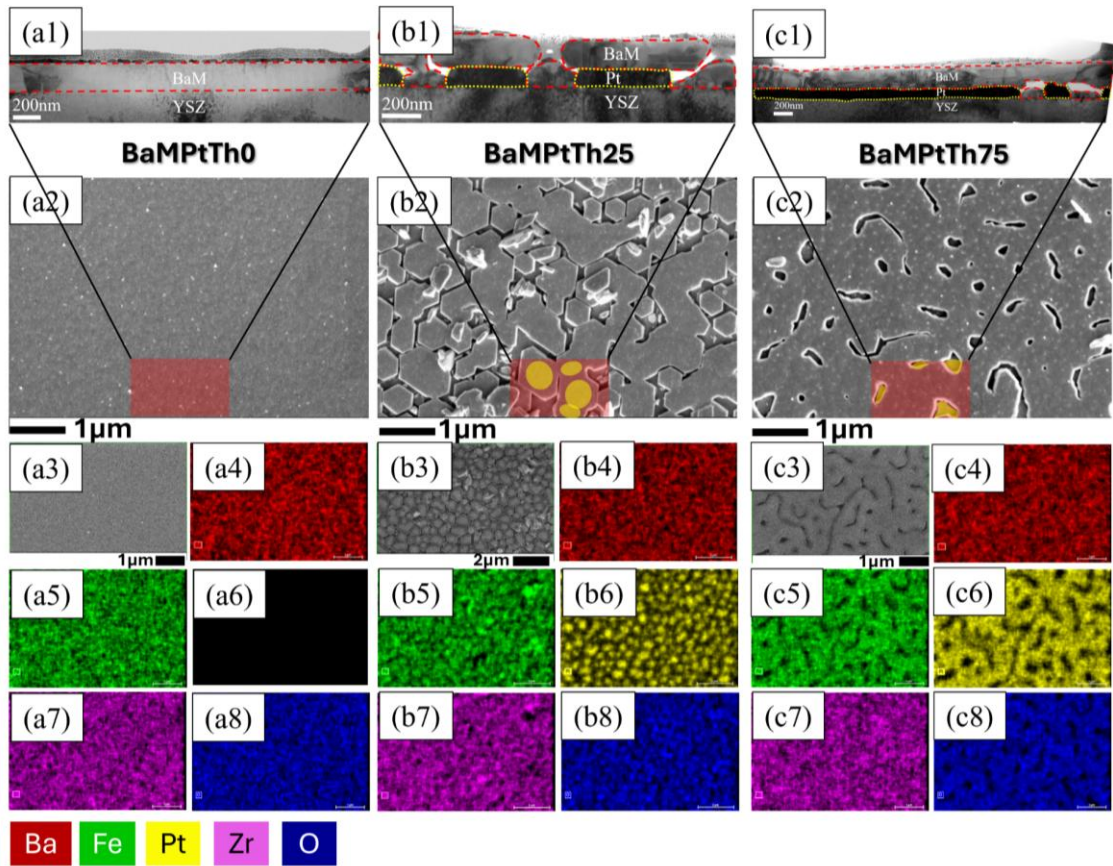 (a1)
BaM
YSZ
200nm
(b1)
BaM
Pt
YSZ
200nm
(c1)
BaM
Pt
YSZ
200nm
BaMPtTh0
BaMPtTh25
BaMPtTh75
(a2)
(b2)
(c2)
1μm
1μm
1μm
(a3)
(a4)
(b3)
(b4)
(c3)
(c4)
1μm
2μm
1μm
(a5)
(a6)
(b5)
(b6)
(c5)
(c6)
(a7)
(a8)
(b7)
(b8)
(c7)
(c8)
Ba
Fe
Pt
Zr
O